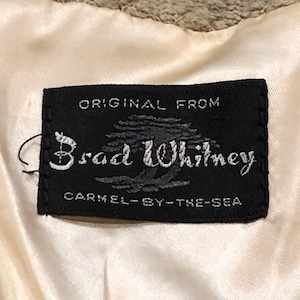 ORIGINAL FROM
Brad Whitney
CARMEL-BY-THE-SEA